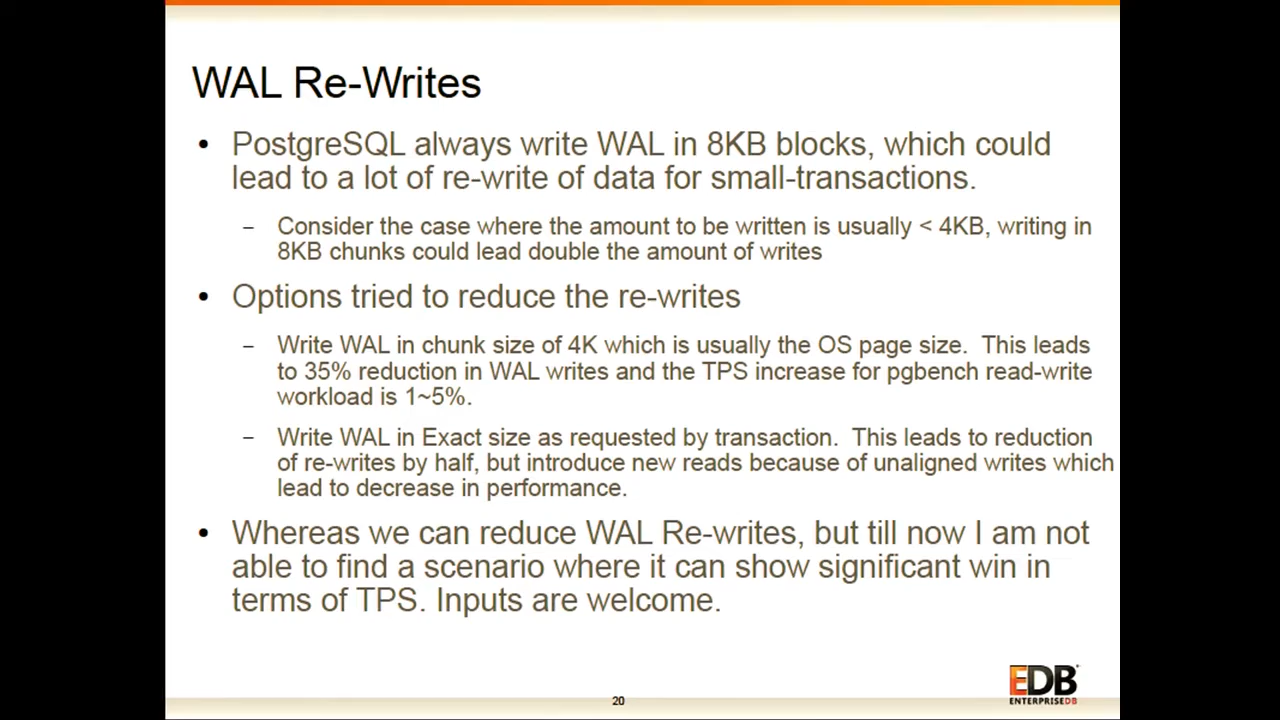 WAL Re-Writes
• PostgreSQL always write WAL in 8KB blocks, which could
lead to a lot of re-write of data for small-transactions.
– Consider the case where the amount to be written is usually < 4KB, writing in
8KB chunks could lead double the amount of writes
• Options tried to reduce the re-writes
– Write WAL in chunk size of 4K which is usually the OS page size. This leads
to 35% reduction in WAL writes and the TPS increase for pgbench read-write
workload is 1~5%.
– Write WAL in Exact size as requested by transaction. This leads to reduction
of re-writes by half, but introduce new reads because of unaligned writes which
lead to decrease in performance.
• Whereas we can reduce WAL Re-writes, but till now I am not
able to find a scenario where it can show significant win in
terms of TPS. Inputs are welcome.
EDB
ENTERPRISEDB
20